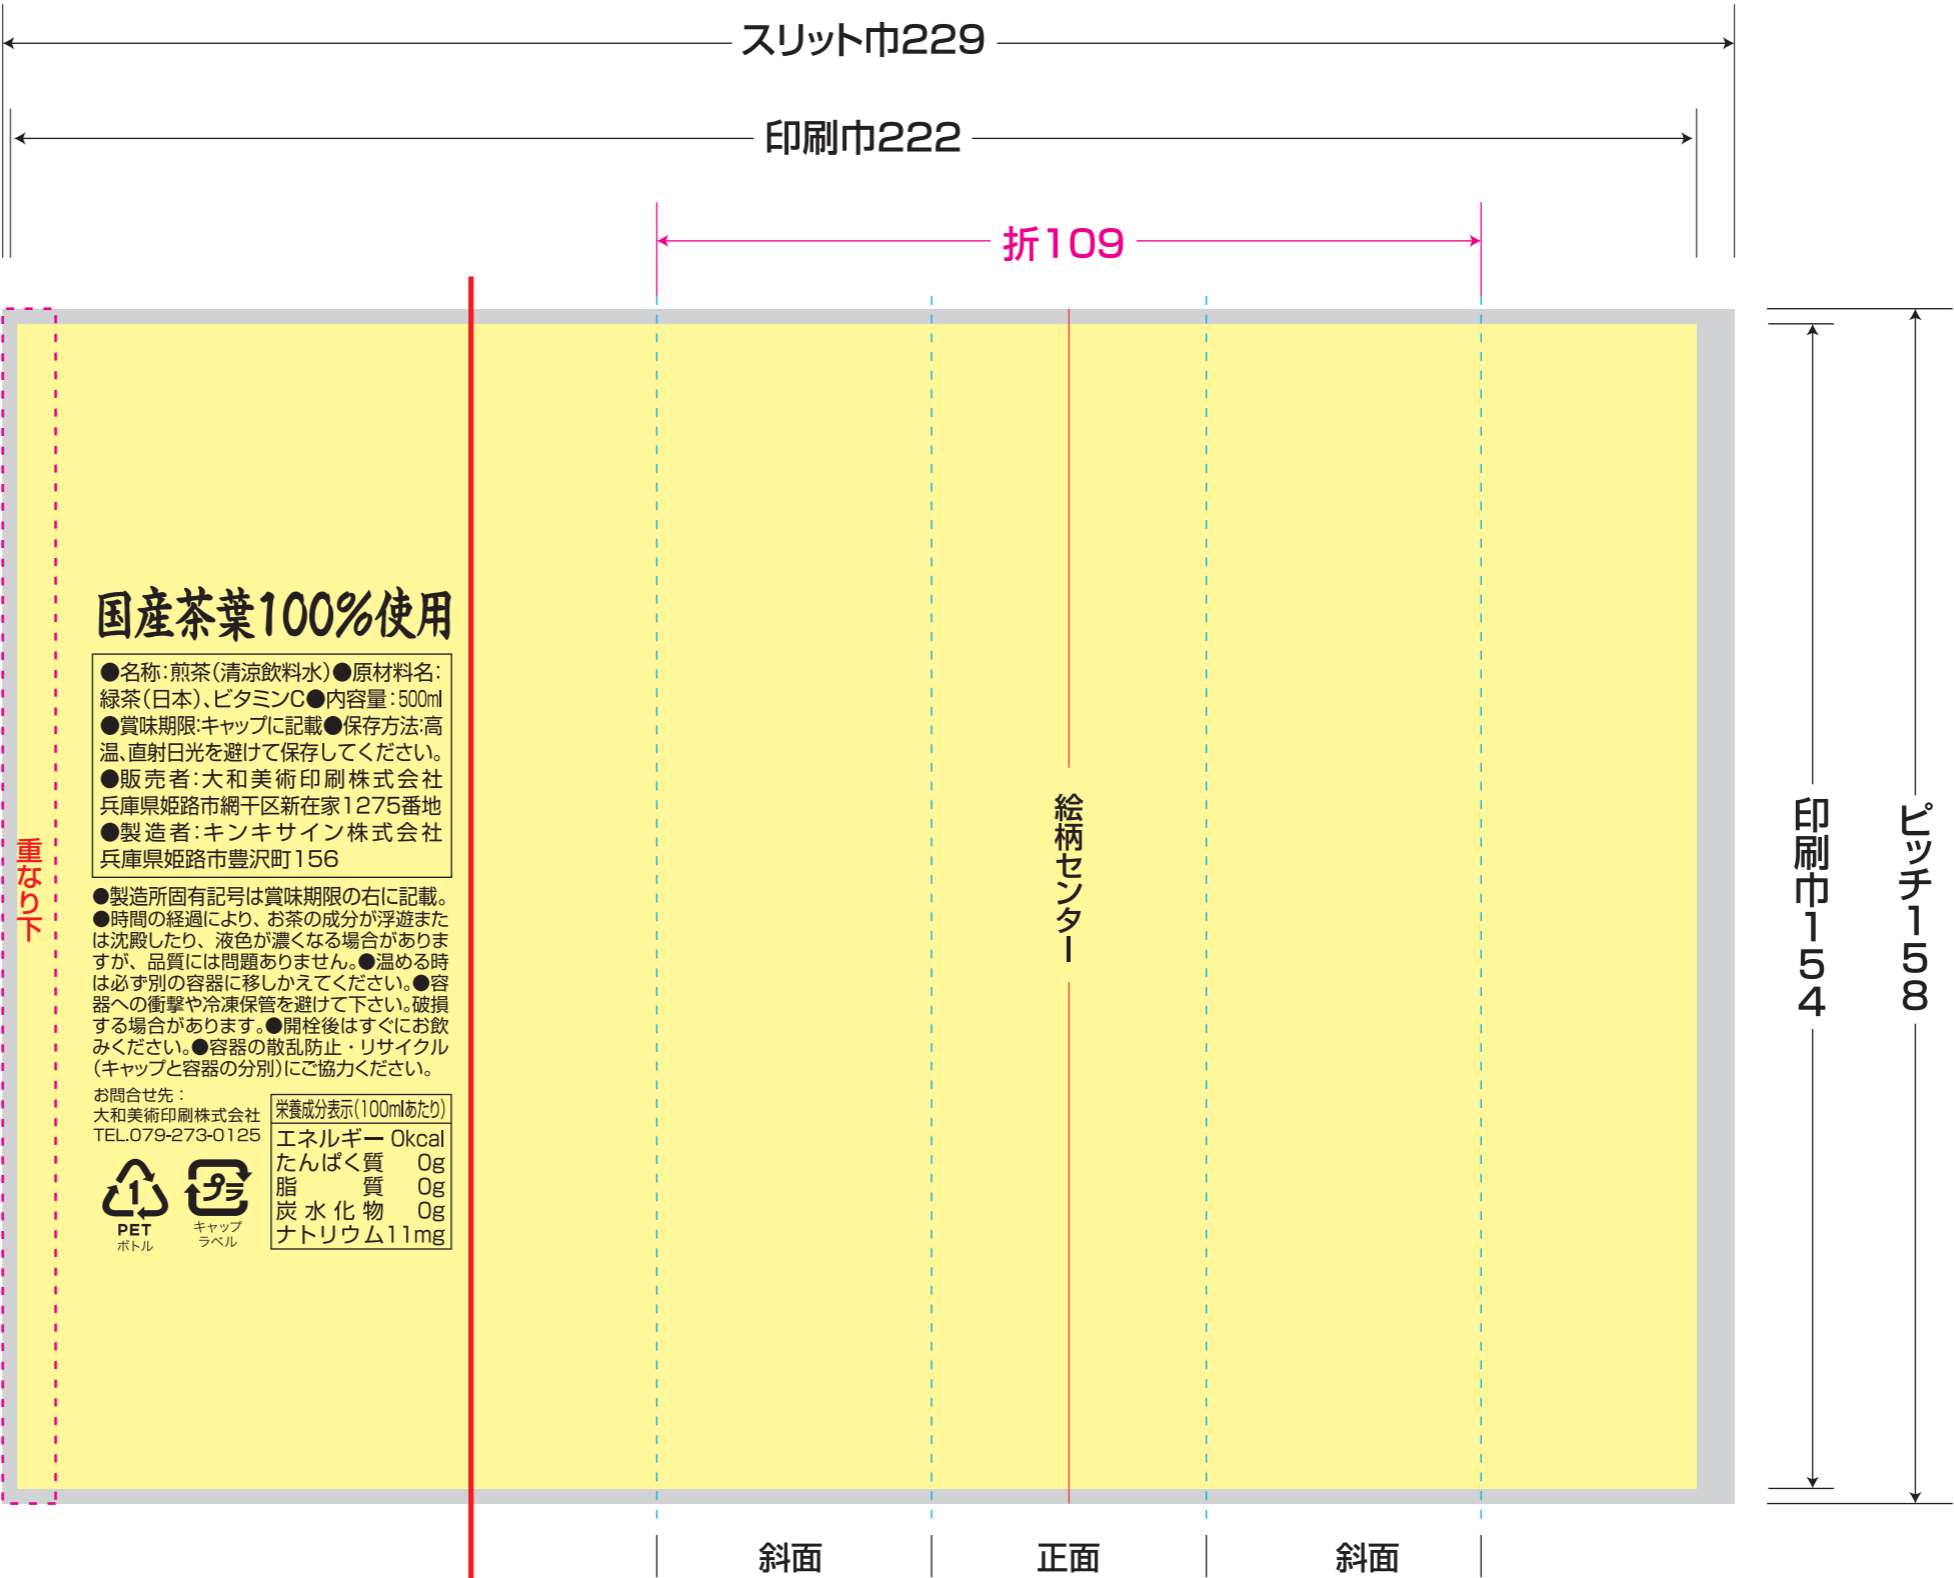 スリット巾229
印刷巾222
折109
国産茶葉100%使用
●名称:煎茶(清涼飲料水)●原材料名:
緑茶(日本)、ビタミンC●内容量:500ml
●賞味期限:キャップに記載●保存方法:高
温、直射日光を避けて保存してください。
●販売者:大和美術印刷株式会社
兵庫県姫路市網干区新在家1275番地
●製造者:キンキサイン株式会社
兵庫県姫路市豊沢町156
●製造所固有記号は賞味期限の右に記載。
●時間の経過により、お茶の成分が浮遊また
は沈殿したり、液色が濃くなる場合がありま
すが、品質には問題ありません。●温める時
は必ず別の容器に移しかえてください。●容
器への衝撃や冷凍保管を避けて下さい。破損
する場合があります。●開栓後はすぐにお飲
みください。●容器の散乱防止・リサイクル
(キャップと容器の分別)にご協力ください。
お問合せ先:
大和美術印刷株式会社
TEL.079-273-0125
1
PET
ボトル
プラ
キャップ
ラベル
栄養成分表示(100mlあたり)
エネルギー 0kcal
たんぱく質 0g
脂質 0g
炭水化物 0g
ナトリウム11mg
重なり下
絵柄センター
印刷巾154
ピッチ158
斜面
正面
斜面